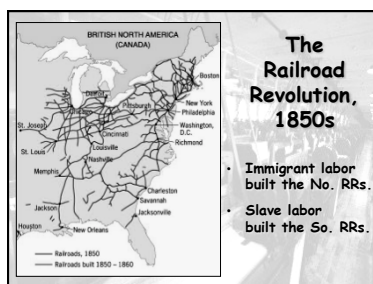 BRITISH NORTH AMERICA
(CANADA)
Boston
Detroit
Chicago
New York
Pittsburgh
Philadelphia
St. Joseph
Cincinnati
Washington,
D.C.
Richmond
St. Louis
Louisville
Nashville
Memphis
Charleston
Savannah
Jackson
Jacksonville
Houston
New Orleans
Railroads, 1850
Railroads built 1850 – 1860
The
Railroad
Revolution,
1850s
• Immigrant labor
built the No. RRs.
• Slave labor
built the So. RRs.